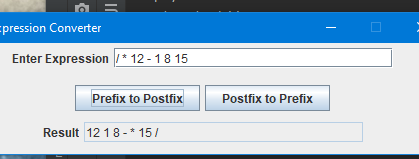 xpression Converter
Enter Expression / * 12 - 1 8 15
Prefix to Postfix Postfix to Prefix
Result 12 1 8 - * 15 /